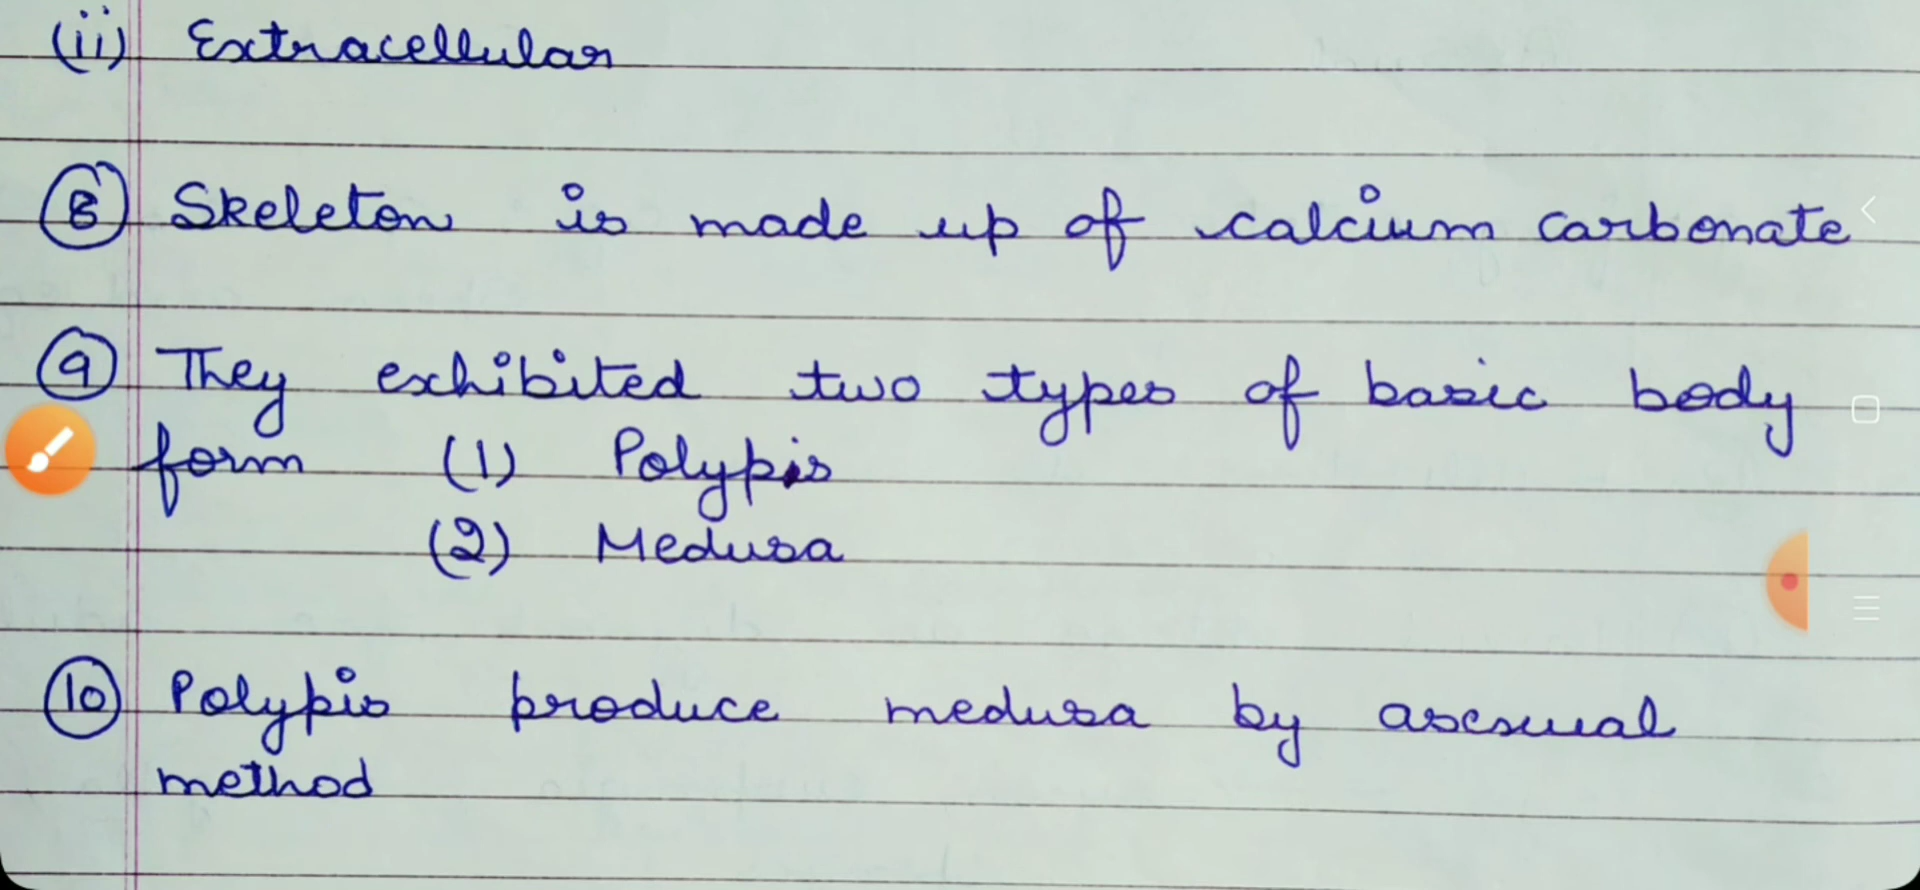 (ii) Extracellular
8 Skeleton is made up of calcium carbonate
9 They exhibited two types of basic body
form (1) Polypis
(2) Medusa
10 Polypis produce medusa by asexual
method